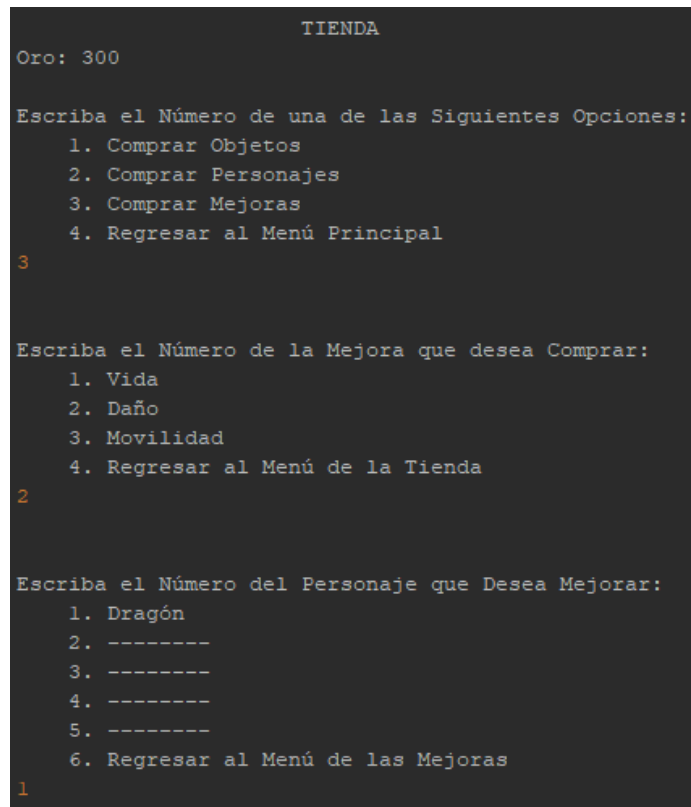 TIENDA
Oro: 300
Escriba el Número de una de las Siguientes Opciones:
1. Comprar Objetos
2. Comprar Personajes
3. Comprar Mejoras
4. Regresar al Menú Principal
3
Escriba el Número de la Mejora que desea Comprar:
1. Vida
2. Daño
3. Movilidad
4. Regresar al Menú de la Tienda
2
Escriba el Número del Personaje que Desea Mejorar:
1. Dragón
2. --------
3. --------
4. --------
5. --------
6. Regresar al Menú de las Mejoras
1